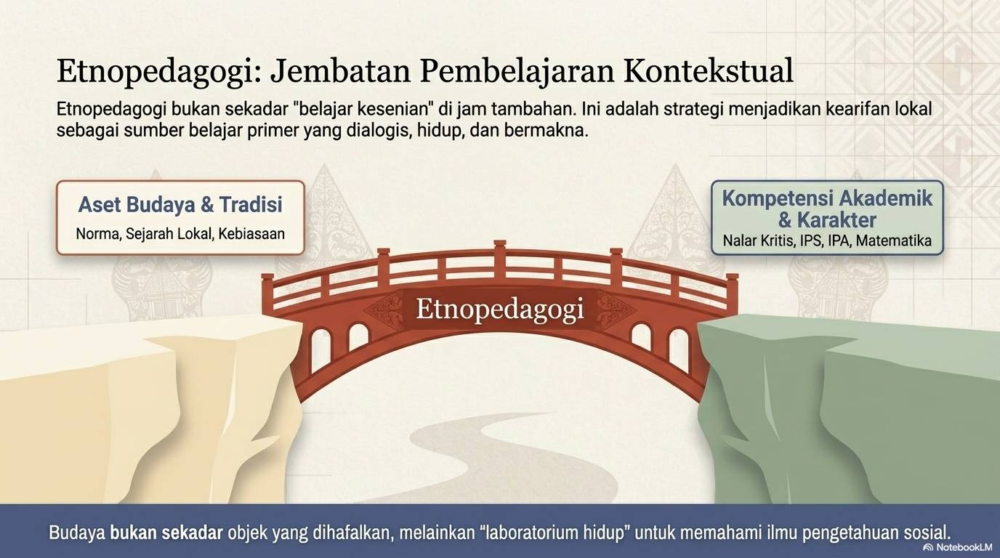 Etnopedagogi: Jembatan Pembelajaran Kontekstual
Etnopedagogi bukan sekadar "belajar kesenian" di jam tambahan. Ini adalah strategi menjadikan kearifan lokal
sebagai sumber belajar primer yang dialogis, hidup, dan bermakna.
Aset Budaya & Tradisi
Norma, Sejarah Lokal, Kebiasaan
Kompetensi Akademik
& Karakter
Nalar Kritis, IPS, IPA, Matematika
Etnopedagogi
Budaya bukan sekadar objek yang dihafalkan, melainkan “laboratorium hidup” untuk memahami ilmu pengetahuan sosial.
NotebookLM